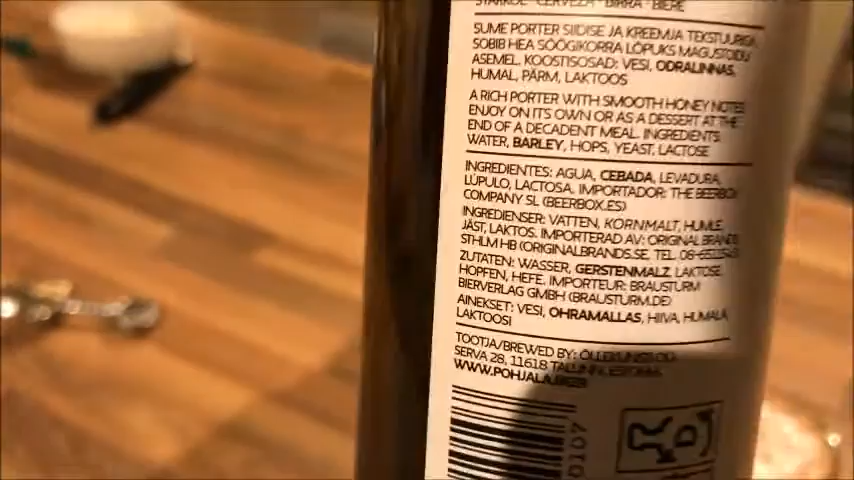 STARKÖL · CERVEZA · BIRRA · BIERE
SUME PORTER SIIDISE JA KREEMJA TEKSTUURIGA.
SOBIB HEA SÖÖGIKORRA LÕPUKS MAGUSTOIDU
ASEMEL. KOOSTISOSAD: VESI, ODRALINNAS,
HUMAL, PÄRM, LAKTOOS
A RICH PORTER WITH SMOOTH HONEY NOTES
ENJOY ON ITS OWN OR AS A DESSERT AT THE
END OF A DECADENT MEAL. INGREDIENTS:
WATER, BARLEY, HOPS, YEAST, LACTOSE
INGREDIENTES: AGUA, CEBADA, LEVADURA,
LÚPULO, LACTOSA. IMPORTADOR: THE BEERBOX
COMPANY SL (BEERBOX.ES)
INGREDIENSER: VATTEN, KORNMALT, HUMLE,
JÄST, LAKTOS. IMPORTERAD AV: ORIGINAL BRANDS
STHLM HB (ORIGINALBRANDS.SE), TEL.
ZUTATEN: WASSER, GERSTENMALZ,
HOPFEN, HEFE, LAKTOSE. IMPORTEUR: BRAUSTURM
BIERVERLAG GMBH (BRAUSTURM.DE)
AINEKSET: VESI, OHRAMALLAS, HIIVA, HUMALA,
LAKTOOSI
TOOTJA/BREWED BY: ÕLLEKUNSTI OÜ
SERVA 28, 11618 TALLINN, ESTONIA
WWW.POHJALA
0107